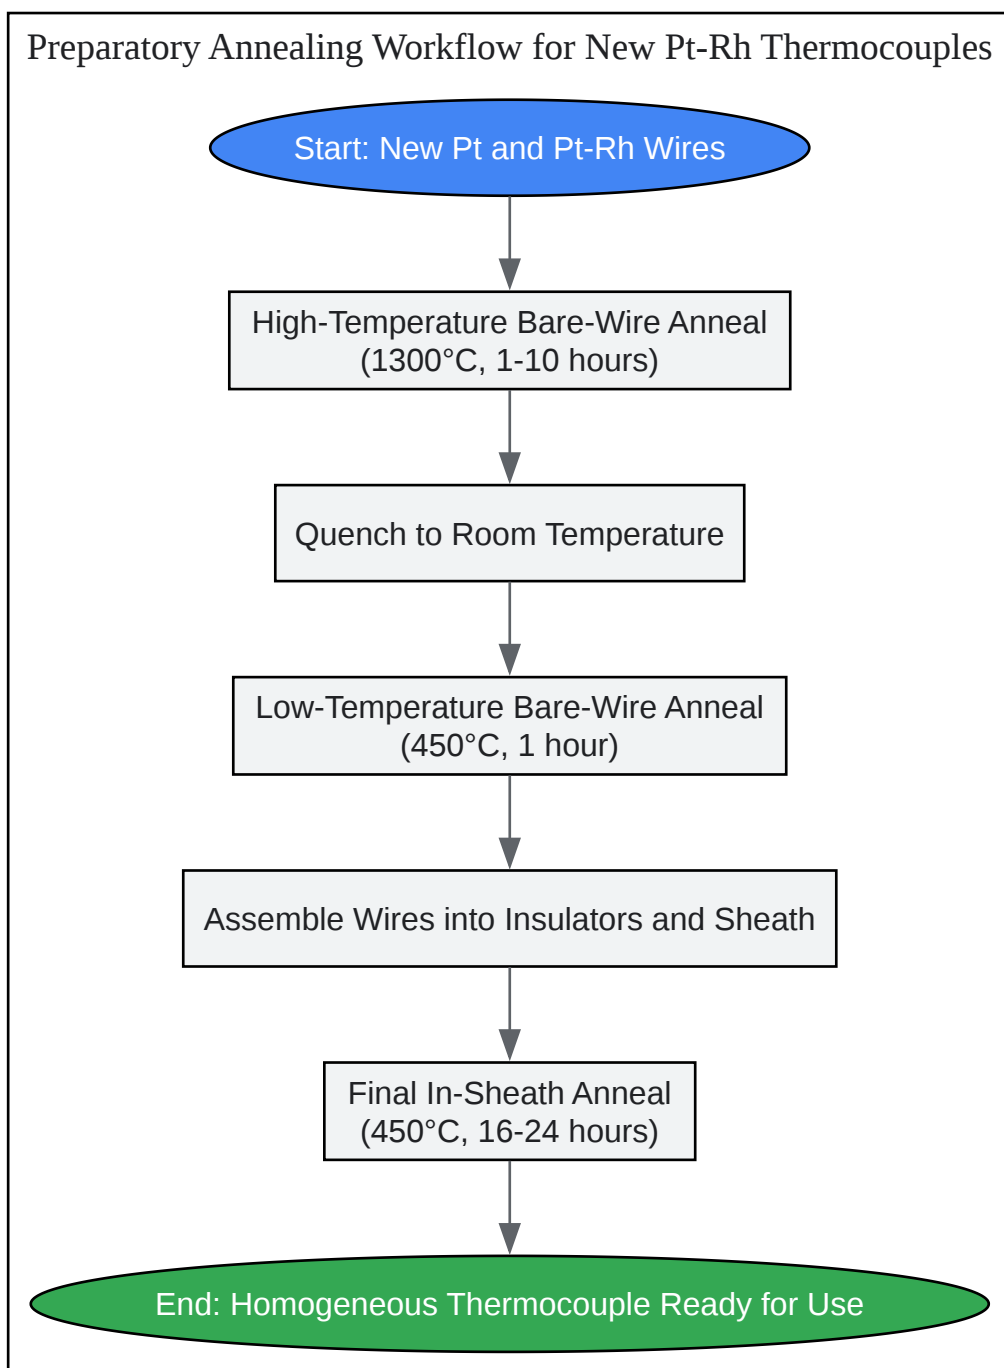 Preparatory Annealing Workflow for New Pt-Rh Thermocouples
Start: New Pt and Pt-Rh Wires
High-Temperature Bare-Wire Anneal
(1300°C, 1-10 hours)
Quench to Room Temperature
Low-Temperature Bare-Wire Anneal
(450°C, 1 hour)
Assemble Wires into Insulators and Sheath
Final In-Sheath Anneal
(450°C, 16-24 hours)
End: Homogeneous Thermocouple Ready for Use